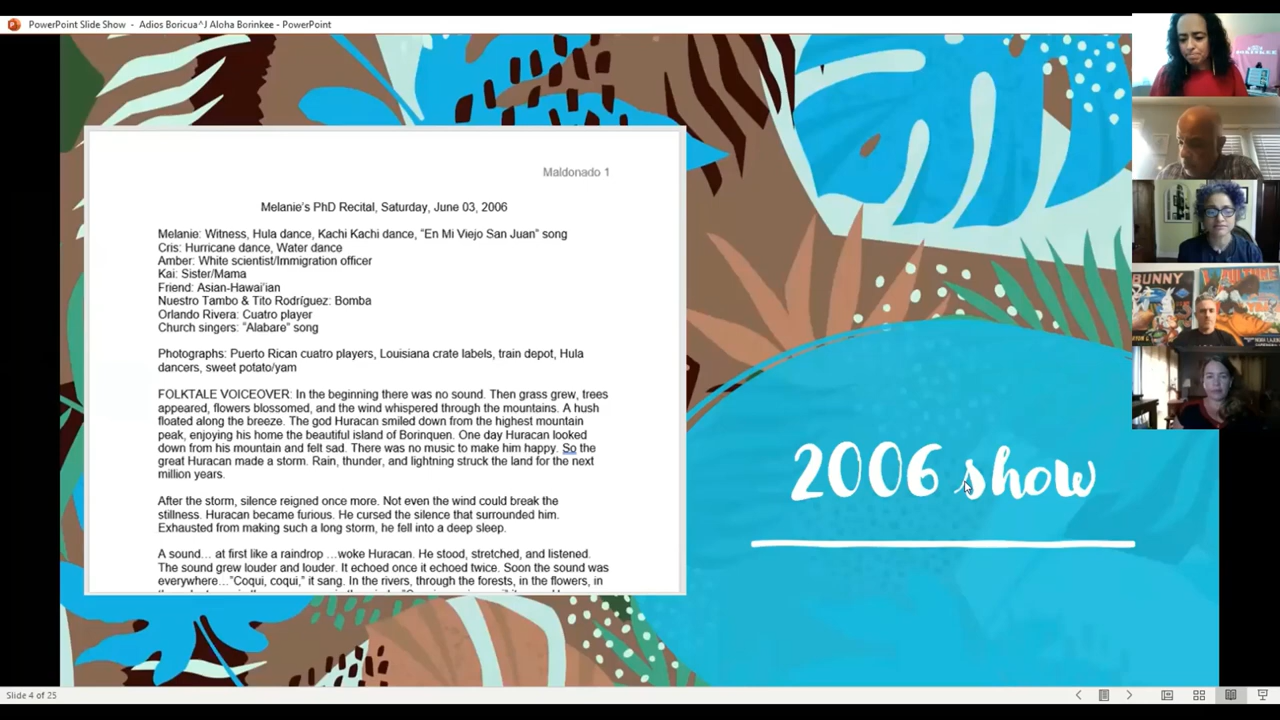 PowerPoint Slide Show - Adios Boricua^J Aloha Borinkee - PowerPoint
Maldonado 1
Melanie's PhD Recital, Saturday, June 03, 2006
Melanie: Witness, Hula dance, Kachi Kachi dance, "En Mi Viejo San Juan" song
Cris: Hurricane dance, Water dance
Amber: White scientist/Immigration officer
Kai: Sister/Mama
Friend: Asian-Hawai'ian
Nuestro Tambo & Tito Rodríguez: Bomba
Orlando Rivera: Cuatro player
Church singers: "Alabare" song
Photographs: Puerto Rican cuatro players, Louisiana crate labels, train depot, Hula
dancers, sweet potato/yam
FOLKTALE VOICEOVER: In the beginning there was no sound. Then grass grew, trees
appeared, flowers blossomed, and the wind whispered through the mountains. A hush
floated along the breeze. The god Huracan smiled down from the highest mountain
peak, enjoying his home the beautiful island of Borinquen. One day Huracan looked
down from his mountain and felt sad. There was no music to make him happy. So the
great Huracan made a storm. Rain, thunder, and lightning struck the land for the next
million years.
After the storm, silence reigned once more. Not even the wind could break the
stillness. Huracan became furious. He cursed the silence that surrounded him.
Exhausted from making such a long storm, he fell into a deep sleep.
A sound... at first like a raindrop ...woke Huracan. He stood, stretched, and listened.
The sound grew louder and louder. It echoed once it echoed twice. Soon the sound was
everywhere..."Coqui, coqui," it sang. In the rivers, through the forests, in the flowers, in
2006 show
BUNNY
Slide 4 of 25